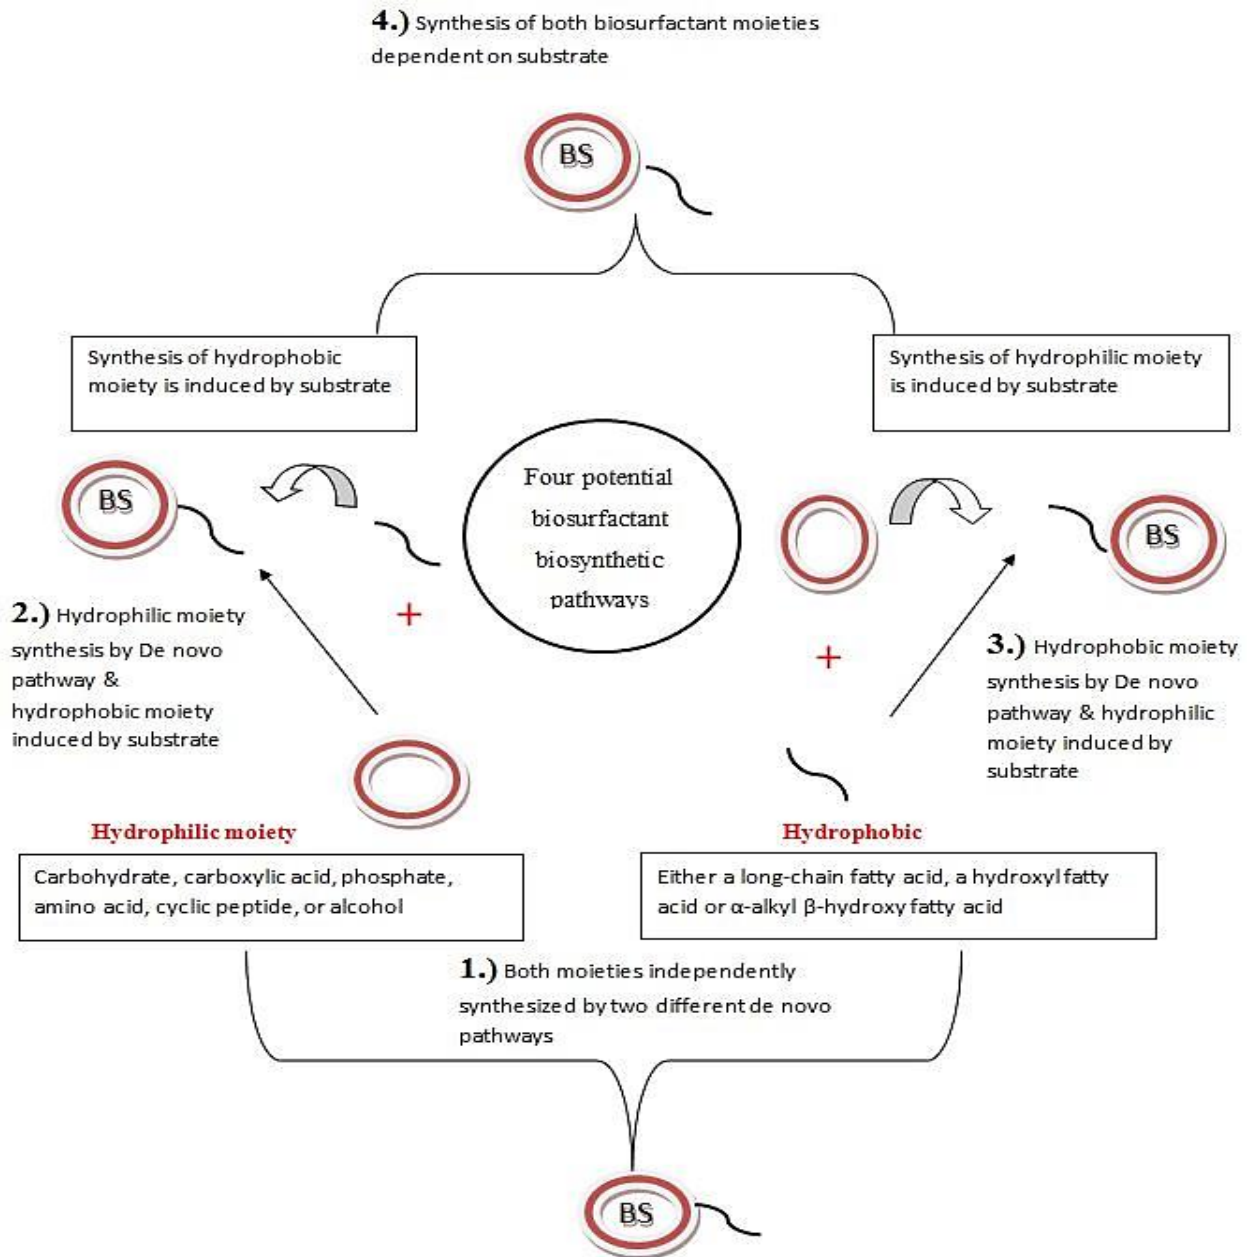 4.) Synthesis of both biosurfactant moieties
dependent on substrate
BS
Synthesis of hydrophobic
moiety is induced by substrate
Synthesis of hydrophilic moiety
is induced by substrate
Four potential
biosurfactant
biosynthetic
pathways
BS
+
BS
+
2.) Hydrophilic moiety
synthesis by De novo
pathway &
hydrophobic moiety
induced by substrate
3.) Hydrophobic moiety
synthesis by De novo
pathway & hydrophilic
moiety induced by
substrate
Hydrophilic moiety
Carbohydrate, carboxylic acid, phosphate,
amino acid, cyclic peptide, or alcohol
Hydrophobic
Either a long-chain fatty acid, a hydroxyl fatty
acid or α-alkyl β-hydroxy fatty acid
1.) Both moieties independently
synthesized by two different de novo
pathways
BS